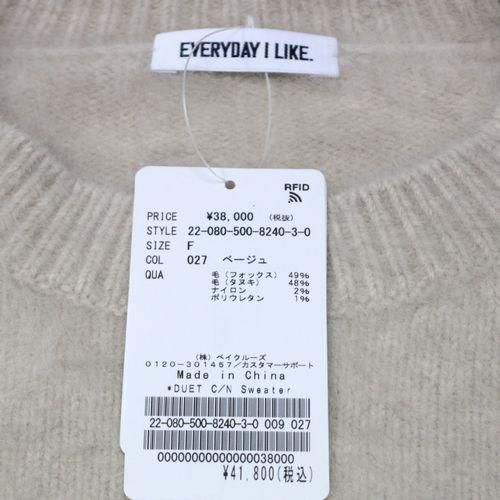 EVERYDAY I LIKE.
RFID
PRICE ¥38,000 (税抜)
STYLE 22-080-500-8240-3-0
SIZE F
COL 027 ベージュ
QUA 毛(フォックス) 49%
毛(タヌキ) 48%
ナイロン 2%
ポリウレタン 1%
(株)ベイクルーズ
0120-301457/カスタマーサポート
Made in China
*DUET C/N Sweater
22-080-500-8240-3-0 009 027
00000000000000038000
¥41,800(税込)